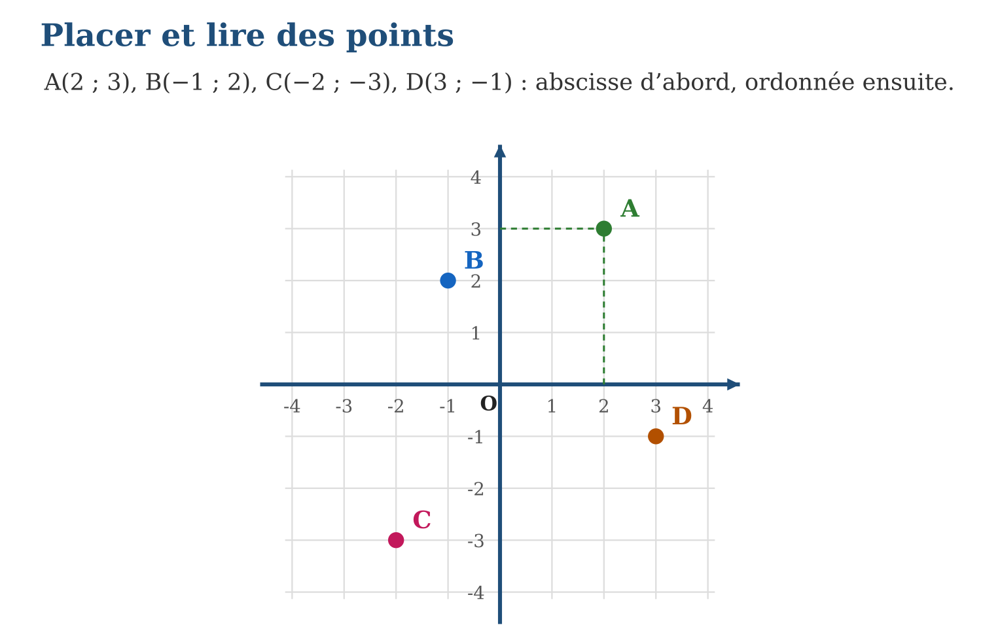 Placer et lire des points
A(2 ; 3), B(−1 ; 2), C(−2 ; −3), D(3 ; −1) : abscisse d’abord, ordonnée ensuite.
4
A
3
B
2
1
-4 -3 -2 -1 O 1 2 3 4
D
-1
-2
C
-3
-4